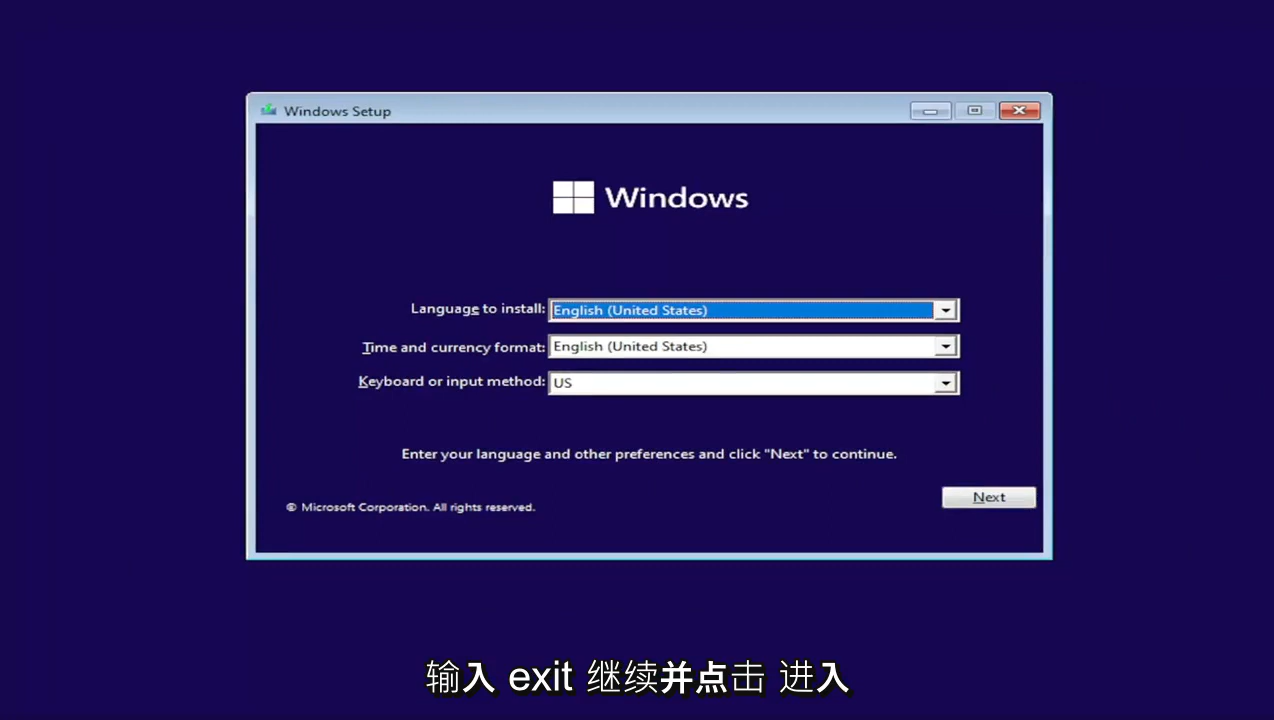 Windows Setup
Windows
Language to install: English (United States)
Time and currency format: English (United States)
Keyboard or input method: US
Enter your language and other preferences and click "Next" to continue.
Next
© Microsoft Corporation. All rights reserved.
输入 exit 继续并点击 进入